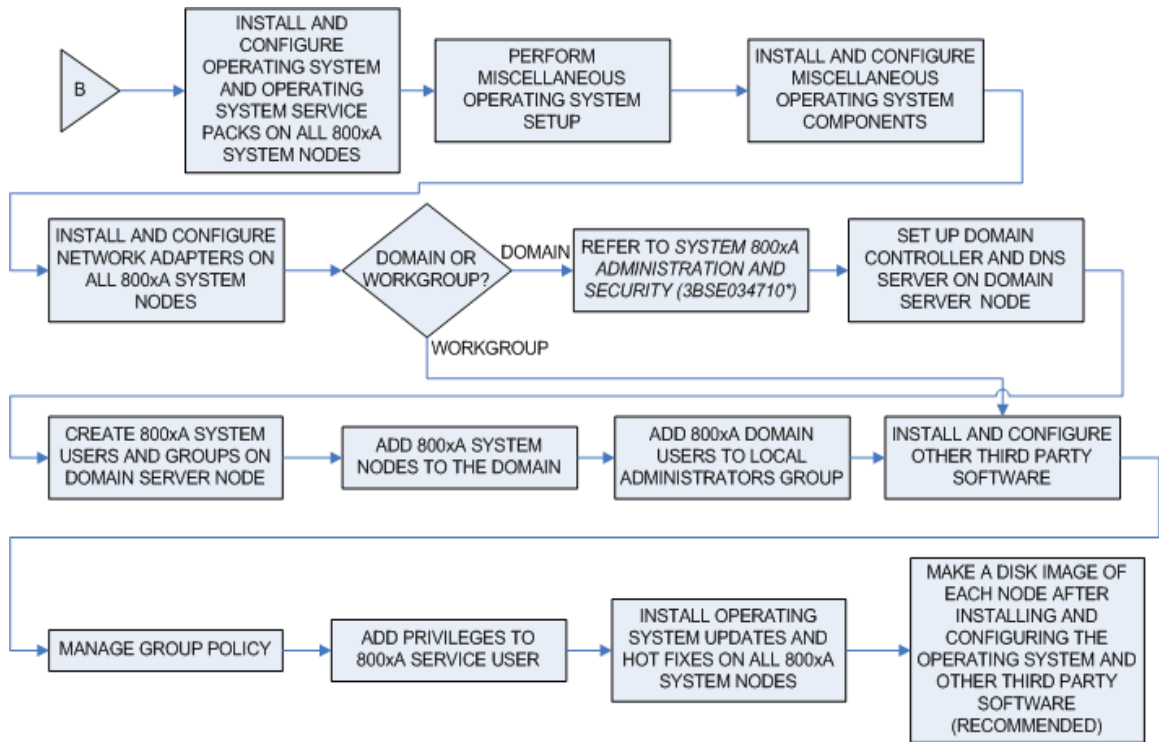 B
INSTALL AND
CONFIGURE
OPERATING SYSTEM
AND OPERATING
SYSTEM SERVICE
PACKS ON ALL 800xA
SYSTEM NODES
PERFORM
MISCELLANEOUS
OPERATING SYSTEM
SETUP
INSTALL AND CONFIGURE
MISCELLANEOUS
OPERATING SYSTEM
COMPONENTS
INSTALL AND CONFIGURE
NETWORK ADAPTERS ON
ALL 800xA SYSTEM
NODES
DOMAIN OR
WORKGROUP?
DOMAIN
WORKGROUP
REFER TO SYSTEM 800xA
ADMINISTRATION AND
SECURITY (3BSE034710*)
SET UP DOMAIN
CONTROLLER AND DNS
SERVER ON DOMAIN
SERVER NODE
CREATE 800xA SYSTEM
USERS AND GROUPS ON
DOMAIN SERVER NODE
ADD 800xA SYSTEM
NODES TO THE DOMAIN
ADD 800xA DOMAIN
USERS TO LOCAL
ADMINISTRATORS GROUP
INSTALL AND CONFIGURE
OTHER THIRD PARTY
SOFTWARE
MANAGE GROUP POLICY
ADD PRIVILEGES TO
800xA SERVICE USER
INSTALL OPERATING
SYSTEM UPDATES AND
HOT FIXES ON ALL 800xA
SYSTEM NODES
MAKE A DISK IMAGE OF
EACH NODE AFTER
INSTALLING AND
CONFIGURING THE
OPERATING SYSTEM AND
OTHER THIRD PARTY
SOFTWARE
(RECOMMENDED)